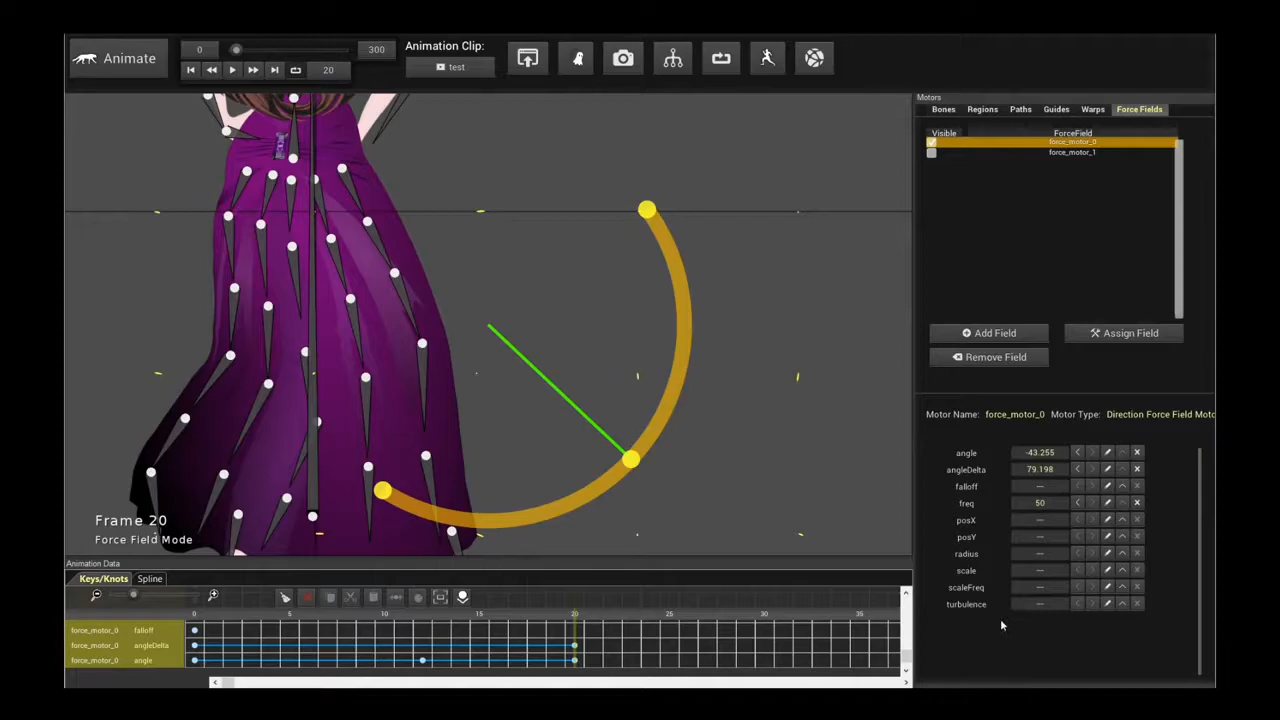 Animate
0
300
20
Animation Clip:
test
Motors
Bones Regions Paths Guides Warps Force Fields
Visible ForceField
force_motor_0
force_motor_1
Add Field
Assign Field
Remove Field
Motor Name: force_motor_0 Motor Type: Direction Force Field Moto
angle -43.255
angleDelta 79.198
falloff ---
freq 50
posX ---
posY ---
radius ---
scale ---
scaleFreq ---
turbulence ---
Frame 20
Force Field Mode
Animation Data
Keys/Knots Spline
0 5 10 15 20 25 30 35
force_motor_0 falloff
force_motor_0 angleDelta
force_motor_0 angle